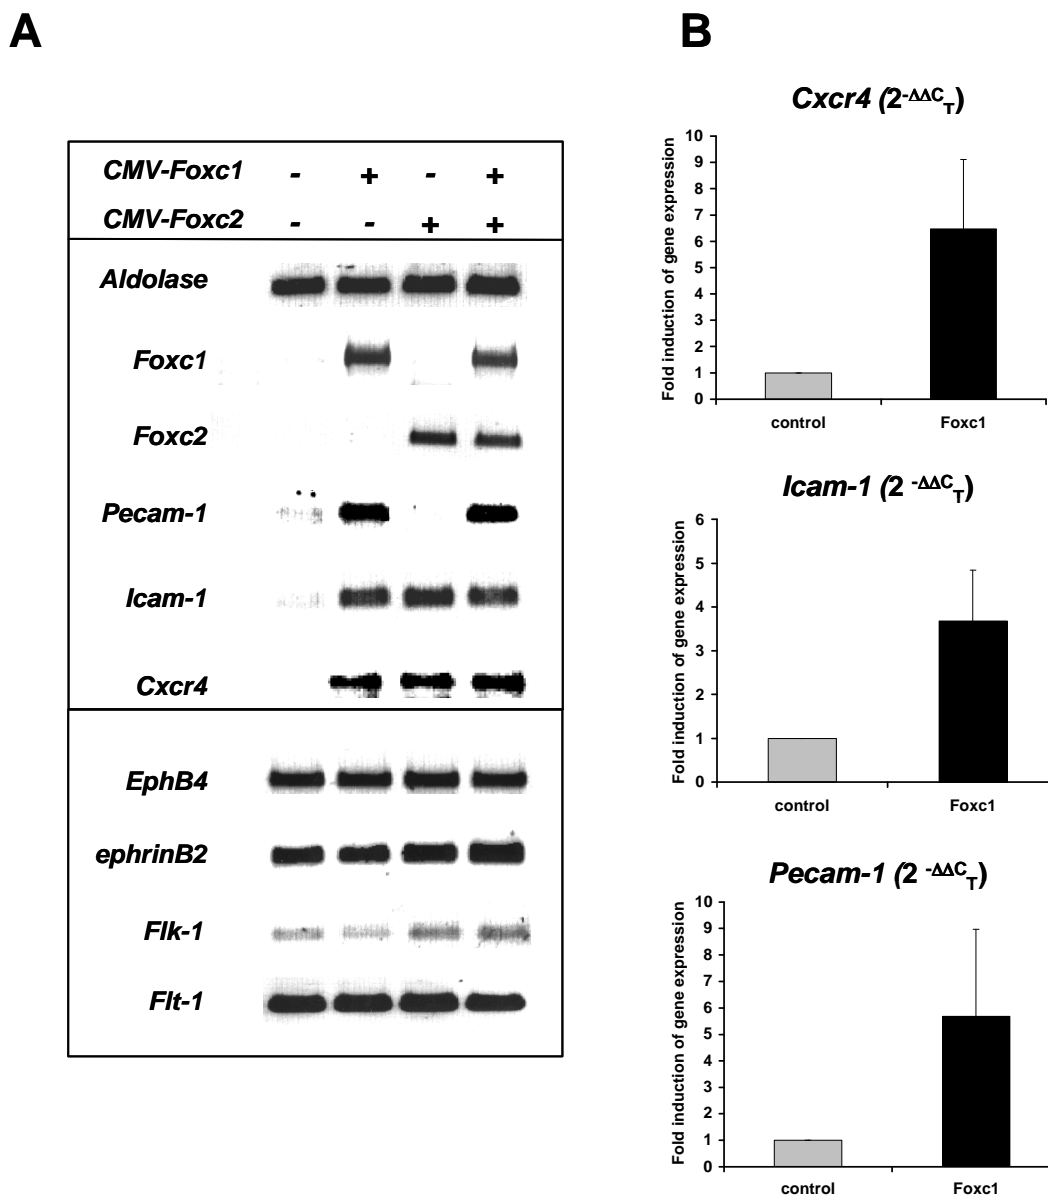 A
CMV-Foxc1 - + - +
CMV-Foxc2 - - + +
Aldolase
Foxc1
Foxc2
Pecam-1
Icam-1
Cxcr4
EphB4
ephrinB2
Flk-1
Flt-1
B
Cxcr4 (2-ΔΔCT)
Fold induction of gene expression
10
9
8
7
6
5
4
3
2
1
0
control Foxc1
Icam-1 (2 -ΔΔCT)
Fold induction of gene expression
6
5
4
3
2
1
0
control Foxc1
Pecam-1 (2 -ΔΔCT)
Fold induction of gene expression
10
9
8
7
6
5
4
3
2
1
0
control Foxc1